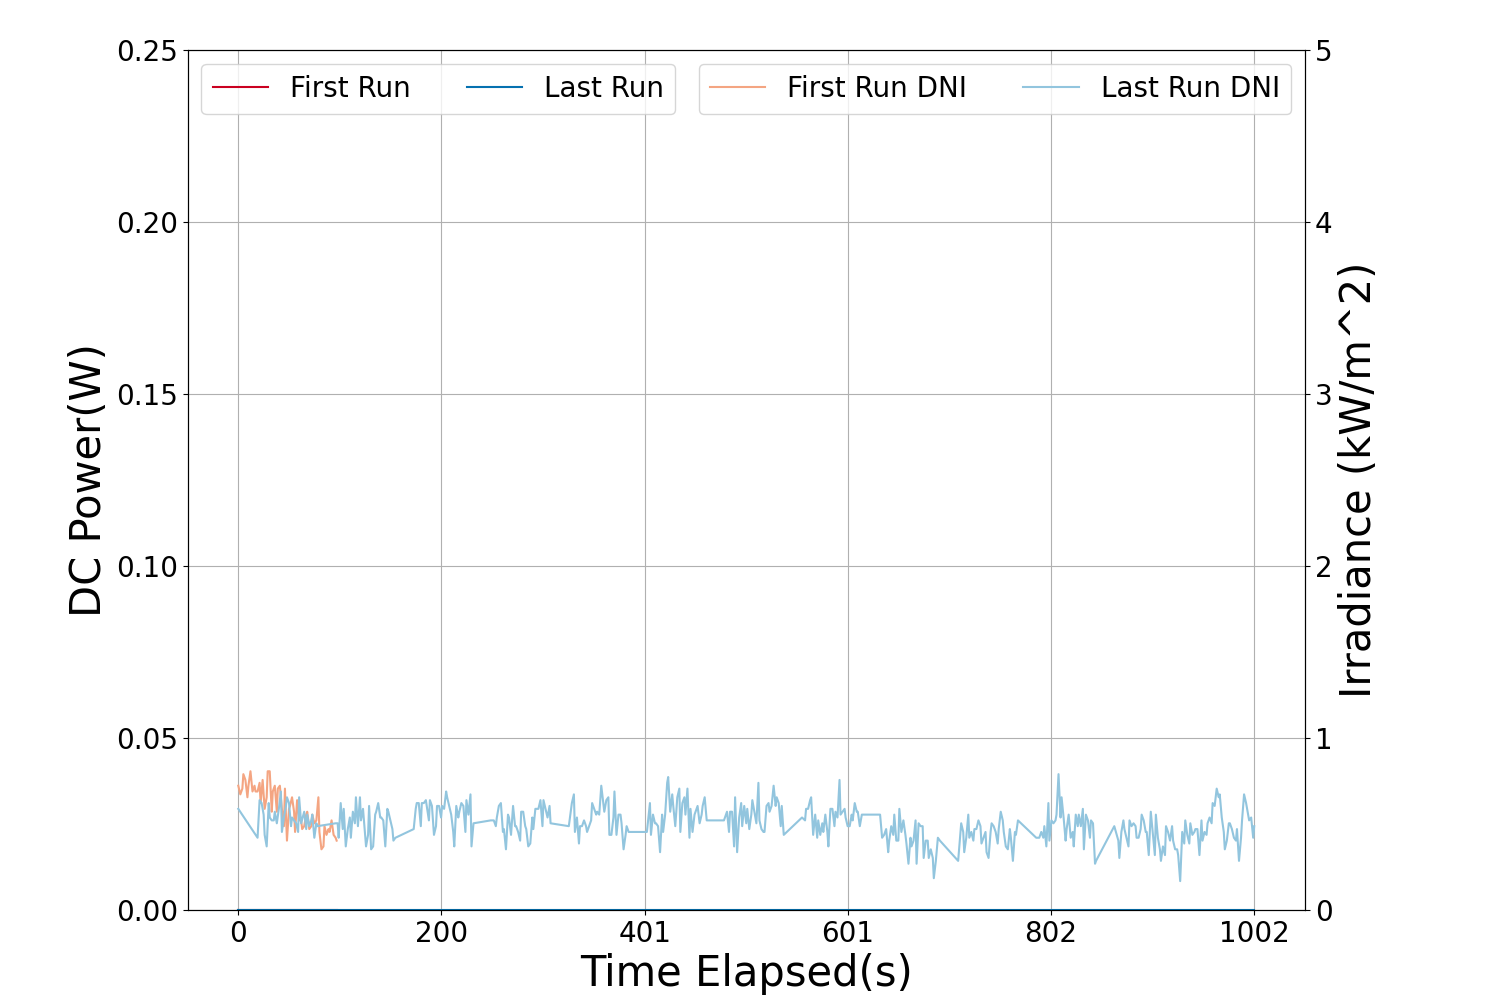 First Run
Last Run
First Run DNI
Last Run DNI
DC Power(W)
0.25
0.20
0.15
0.10
0.05
0.00
5
4
3
2
1
0
Irradiance (kW/m^2)
0
200
401
601
802
1002
Time Elapsed(s)